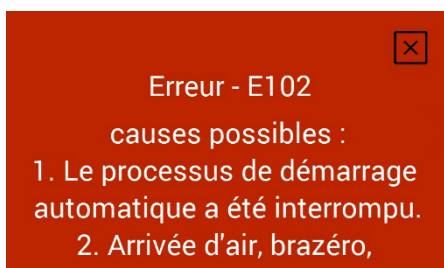 Erreur - E102
causes possibles :
1. Le processus de démarrage
automatique a été interrompu.
2. Arrivée d'air, brazéro,